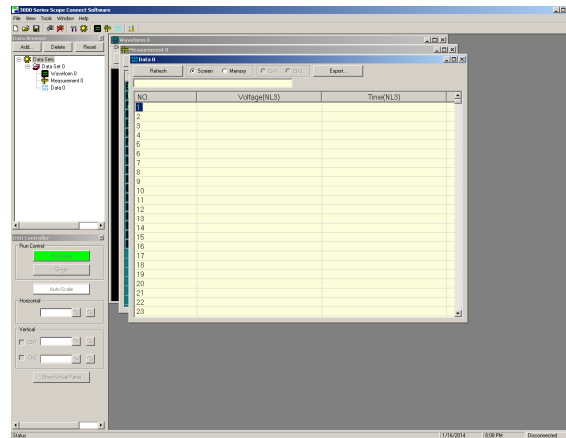 3000 Series Scope Connect Software
File View Tools Window Help
Data Browser
Add... Delete Reset
Data Sets
Data Set 0
Waveform 0
Measurement 0
Data 0
Waveform 0
Measurement 0
Data 0
Refresh Screen Memory CH1 CH2 Export...
NO Voltage(NL3) Time(NL3)
1
2
3
4
5
6
7
8
9
10
11
12
13
14
15
16
17
18
19
20
21
22
23
DSO Controller
Run Control
Single
Auto-Scale
Horizontal
Vertical
CH1
CH2
Show Virtual Panel
Status 1/16/2014 8:08 PM Disconnected